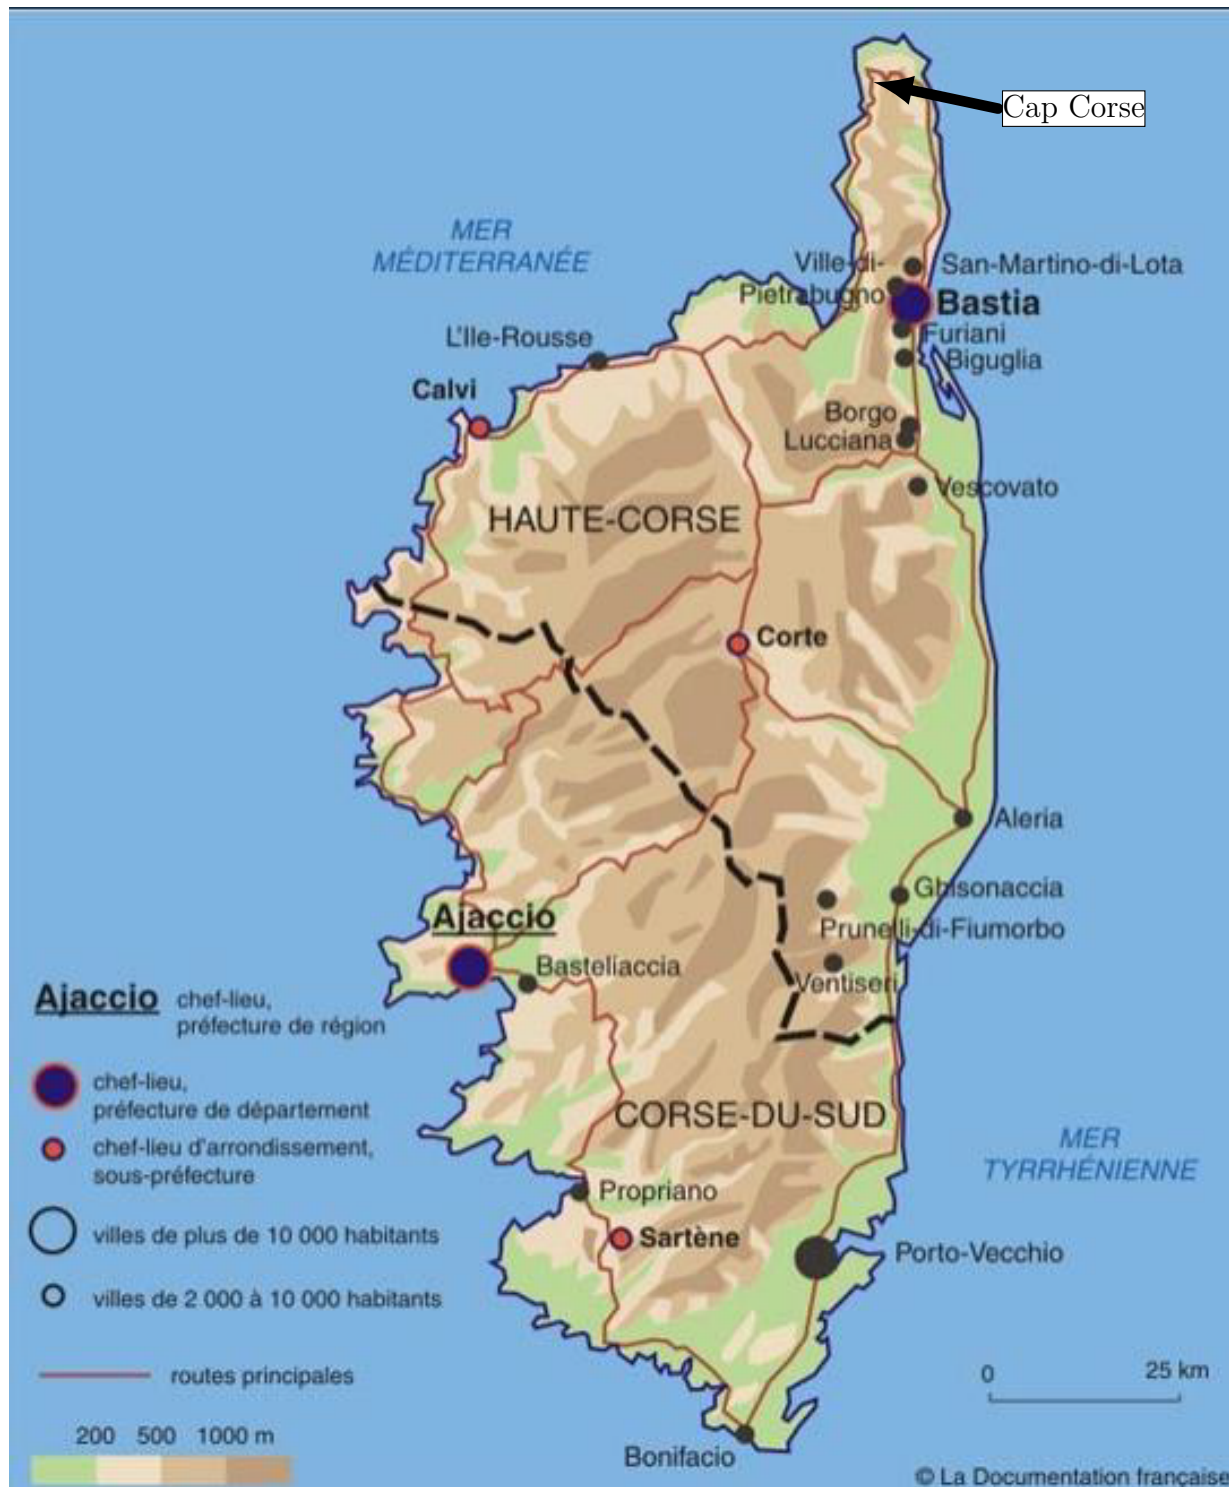 Cap Corse
MER
MÉDITERRANÉE
Ville-di-
Pietrabugno
San-Martino-di-Lota
Bastia
Furiani
Biguglia
L'Ile-Rousse
Calvi
Borgo
Lucciana
Vescovato
HAUTE-CORSE
Corte
Aleria
Ghisonaccia
Prunelli-di-Fiumorbo
Ventiseri
Ajaccio
Basteliaccia
CORSE-DU-SUD
MER
TYRRHÉNIENNE
Propriano
Sartène
Porto-Vecchio
Bonifacio
Ajaccio chef-lieu,
préfecture de région
chef-lieu,
préfecture de département
chef-lieu d'arrondissement,
sous-préfecture
villes de plus de 10 000 habitants
villes de 2 000 à 10 000 habitants
routes principales
200 500 1000 m
0 25 km
© La Documentation française